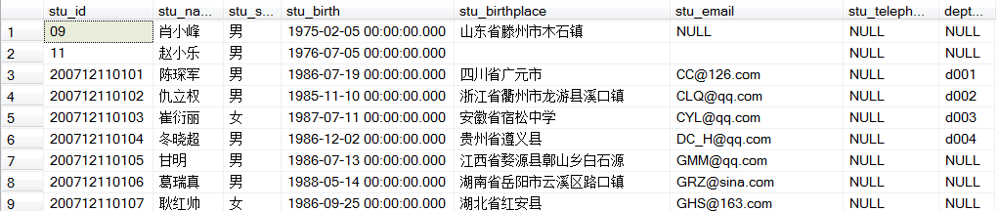 stu_id stu_na... stu_s... stu_birth stu_birthplace stu_email stu_teleph... dept...
1 09 肖小峰 男 1975-02-05 00:00:00.000 山东省滕州市木石镇 NULL NULL NULL
2 11 赵小乐 男 1976-07-05 00:00:00.000 NULL NULL
3 200712110101 陈琛军 男 1986-07-19 00:00:00.000 四川省广元市 CC@126.com NULL d001
4 200712110102 仇立权 男 1985-11-10 00:00:00.000 浙江省衢州市龙游县溪口镇 CLQ@qq.com NULL d002
5 200712110103 崔衍丽 女 1987-07-11 00:00:00.000 安徽省宿松中学 CYL@qq.com NULL d003
6 200712110104 冬晓超 男 1986-12-02 00:00:00.000 贵州省遵义县 DC_H@qq.com NULL d004
7 200712110105 甘明 男 1986-07-13 00:00:00.000 江西省婺源县鄣山乡白石源 GMM@qq.com NULL NULL
8 200712110106 葛瑞真 男 1988-05-14 00:00:00.000 湖南省岳阳市云溪区路口镇 GRZ@sina.com NULL NULL
9 200712110107 耿红帅 女 1986-09-25 00:00:00.000 湖北省红安县 GHS@163.com NULL NULL